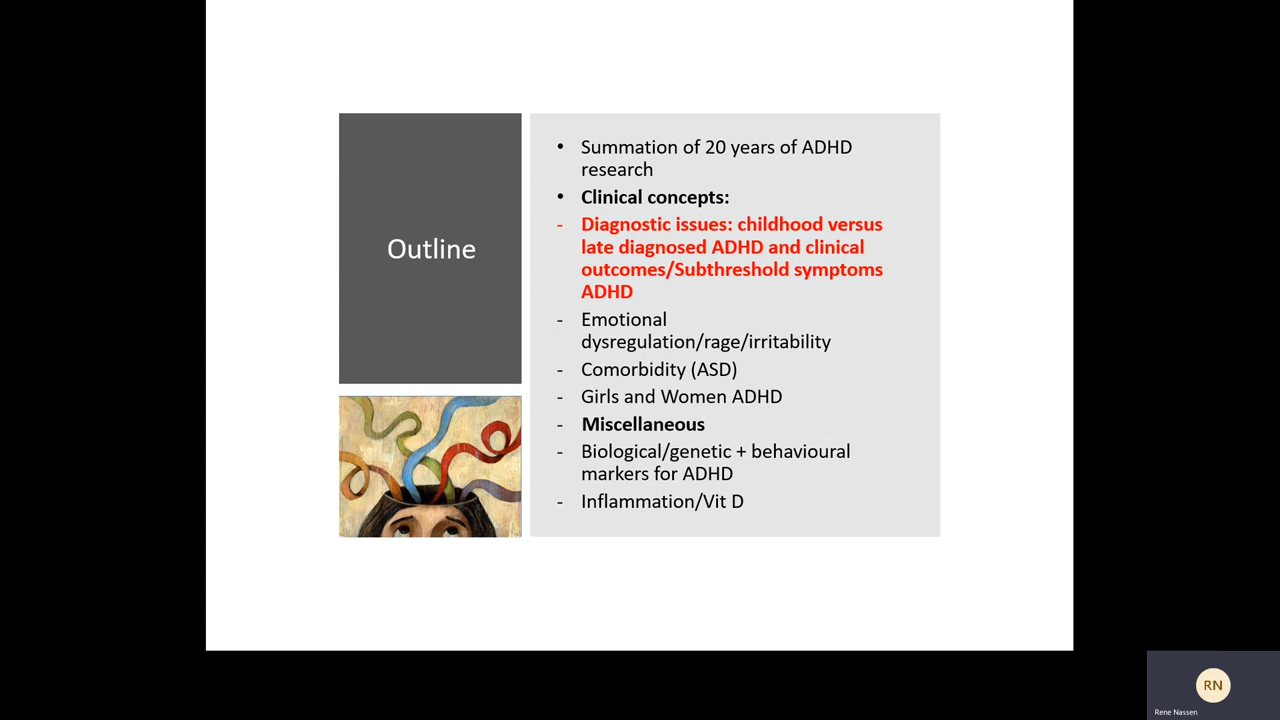 Outline
• Summation of 20 years of ADHD
research
• Clinical concepts:
- Diagnostic issues: childhood versus
late diagnosed ADHD and clinical
outcomes/Subthreshold symptoms
ADHD
- Emotional
dysregulation/rage/irritability
- Comorbidity (ASD)
- Girls and Women ADHD
- Miscellaneous
- Biological/genetic + behavioural
markers for ADHD
- Inflammation/Vit D
RN
Rene Nassen